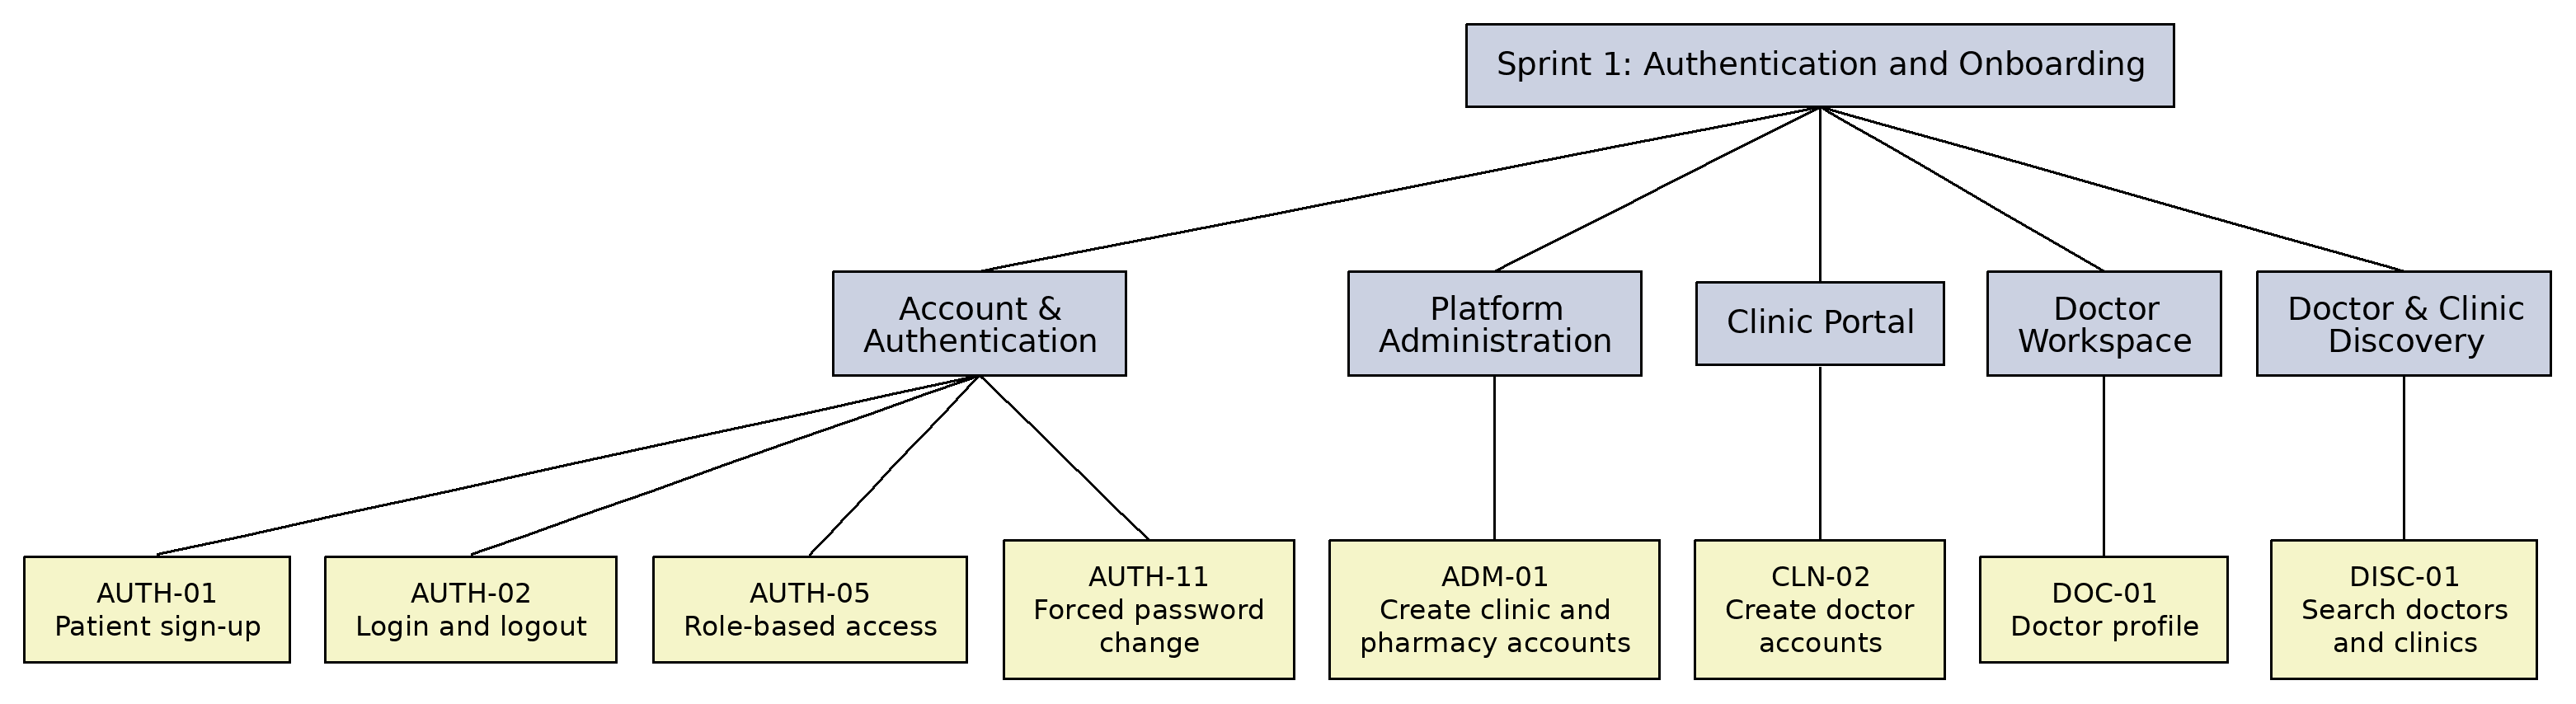 Sprint 1: Authentication and Onboarding
Account &
Authentication
Platform
Administration
Clinic Portal
Doctor
Workspace
Doctor & Clinic
Discovery
AUTH-01
Patient sign-up
AUTH-02
Login and logout
AUTH-05
Role-based access
AUTH-11
Forced password
change
ADM-01
Create clinic and
pharmacy accounts
CLN-02
Create doctor
accounts
DOC-01
Doctor profile
DISC-01
Search doctors
and clinics